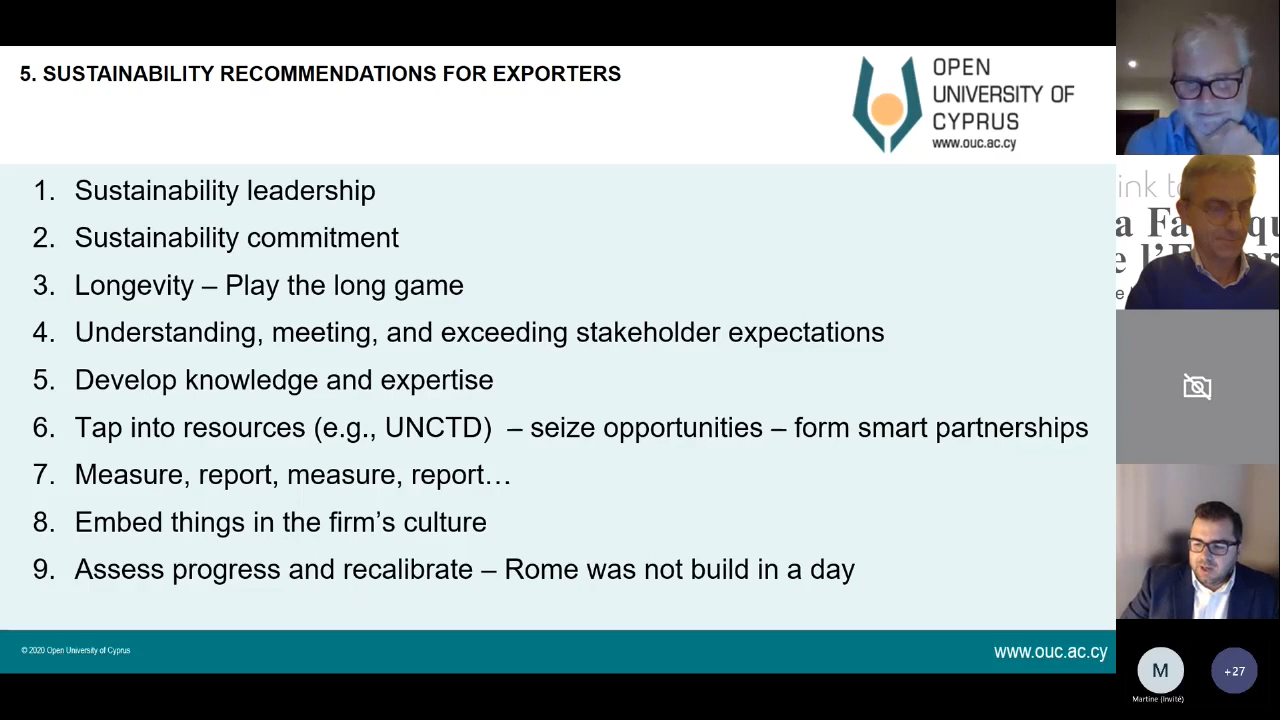 5. SUSTAINABILITY RECOMMENDATIONS FOR EXPORTERS
OPEN
UNIVERSITY OF
CYPRUS
www.ouc.ac.cy
1. Sustainability leadership
2. Sustainability commitment
3. Longevity – Play the long game
4. Understanding, meeting, and exceeding stakeholder expectations
5. Develop knowledge and expertise
6. Tap into resources (e.g., UNCTD) – seize opportunities – form smart partnerships
7. Measure, report, measure, report…
8. Embed things in the firm’s culture
9. Assess progress and recalibrate – Rome was not build in a day
© 2020 Open University of Cyprus
www.ouc.ac.cy
M
+27
Martine (Invité)